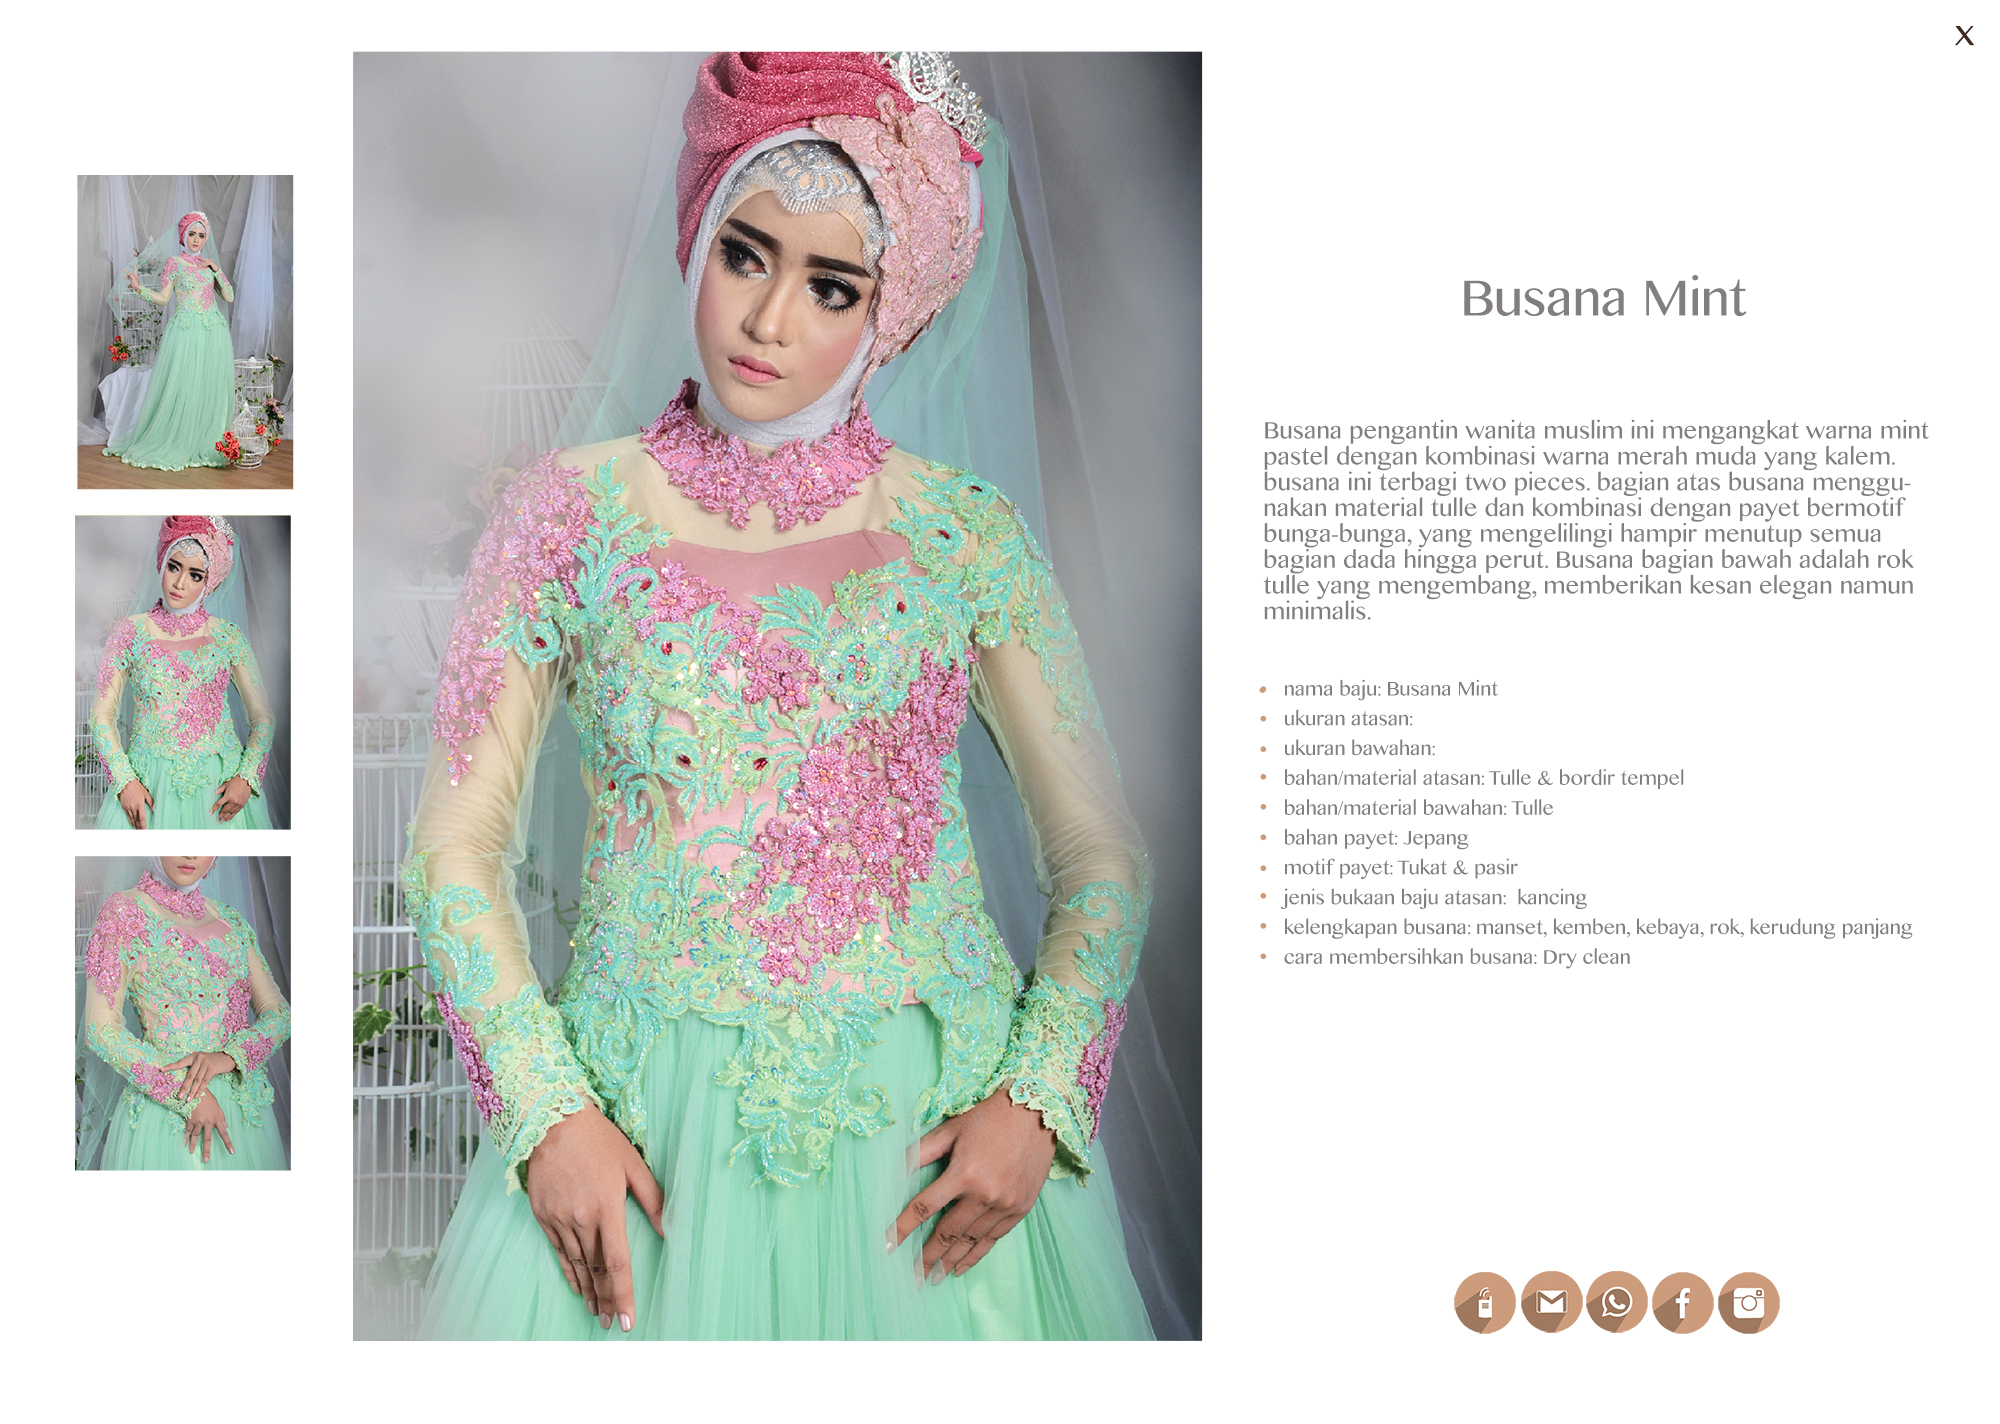 X
Busana Mint
Busana pengantin wanita muslim ini mengangkat warna mint
pastel dengan kombinasi warna merah muda yang kalem.
busana ini terbagi two pieces. bagian atas busana menggu-
nakan material tulle dan kombinasi dengan payet bermotif
bunga-bunga, yang mengelilingi hampir menutup semua
bagian dada hingga perut. Busana bagian bawah adalah rok
tulle yang mengembang, memberikan kesan elegan namun
minimalis.
• nama baju: Busana Mint
• ukuran atasan:
• ukuran bawahan:
• bahan/material atasan: Tulle & bordir tempel
• bahan/material bawahan: Tulle
• bahan payet: Jepang
• motif payet: Tukat & pasir
• jenis bukaan baju atasan:  kancing
• kelengkapan busana: manset, kemben, kebaya, rok, kerudung panjang
• cara membersihkan busana: Dry clean